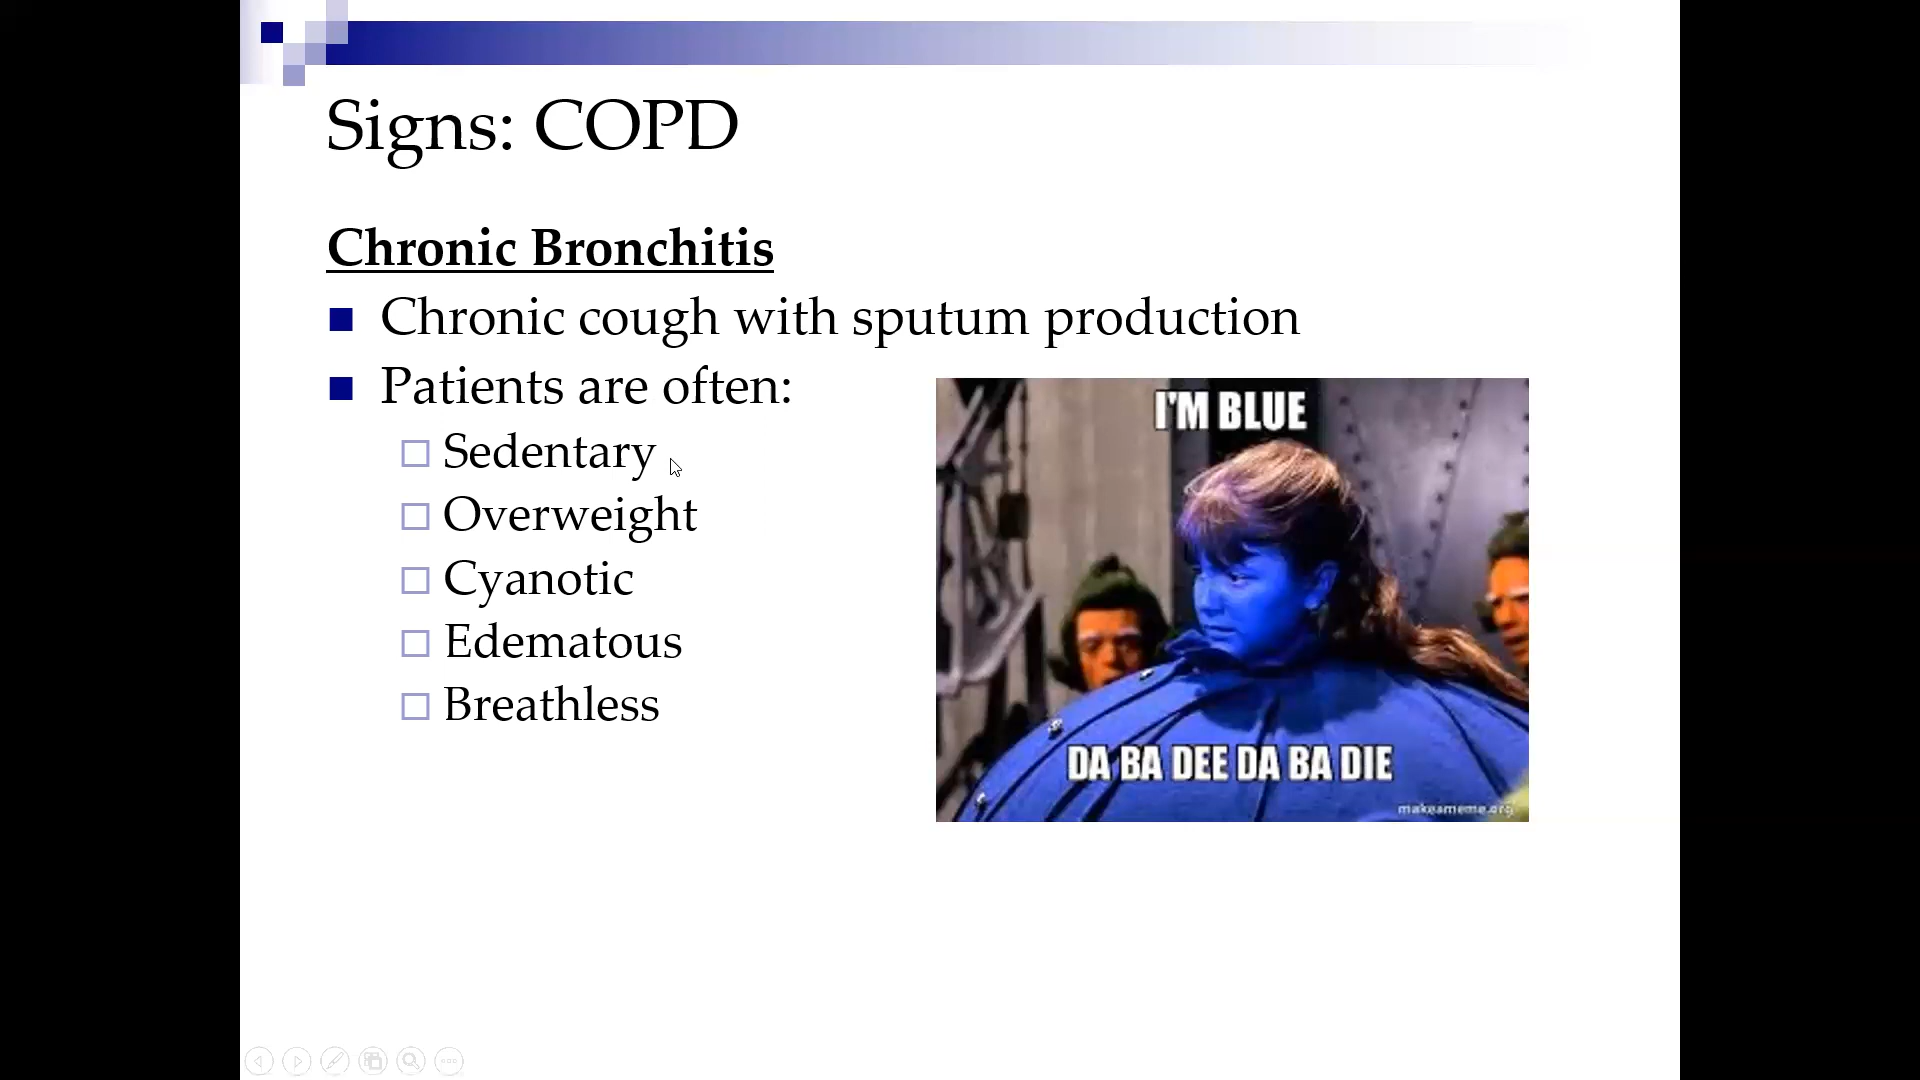 Signs: COPD
Chronic Bronchitis
Chronic cough with sputum production
Patients are often:
Sedentary
Overweight
Cyanotic
Edematous
Breathless
I'M BLUE
DA BA DEE DA BA DIE
makeameme.org